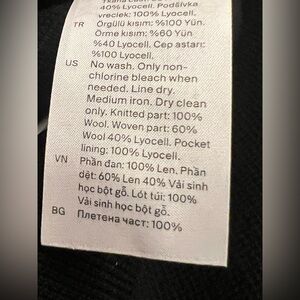 40% Lyocell. Podšívka
vreciek: 100% Lyocell.
TR Örgülü kısım: %100 Yün.
Örme kısım: %60 Yün
%40 Lyocell. Cep astarı:
%100 Lyocell.
US No wash. Only non-
chlorine bleach when
needed. Line dry.
Medium iron. Dry clean
only. Knitted part: 100%
Wool. Woven part: 60%
Wool 40% Lyocell. Pocket
lining: 100% Lyocell.
VN Phần đan: 100% Len. Phần
dệt: 60% Len 40% Vải sinh
học bột gỗ. Lót túi: 100%
Vải sinh học bột gỗ.
BG Плетена част: 100%